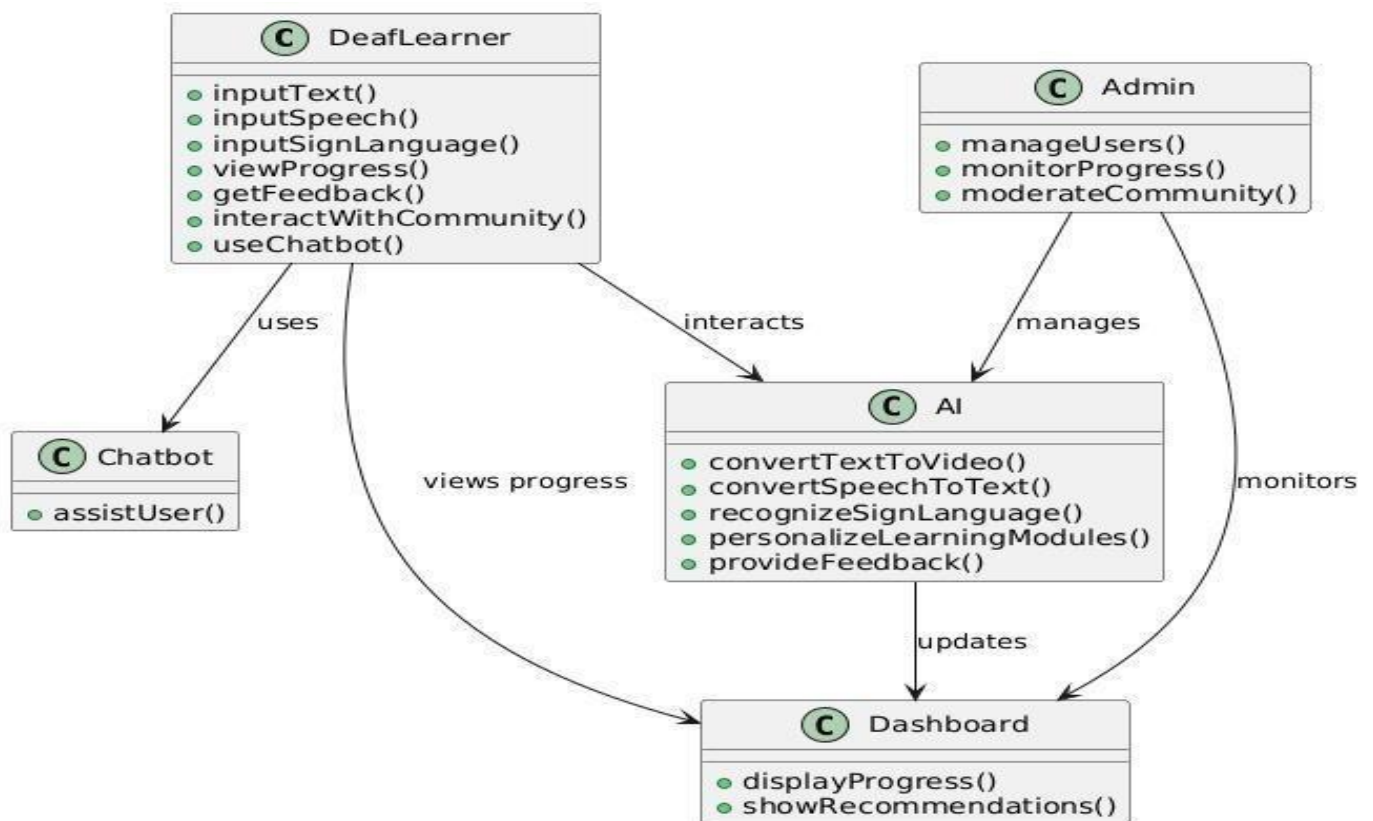 C DeafLearner
inputText()
inputSpeech()
inputSignLanguage()
viewProgress()
getFeedback()
interactWithCommunity()
useChatbot()
C Admin
manageUsers()
monitorProgress()
moderateCommunity()
uses
interacts
manages
C AI
convertTextToVideo()
convertSpeechToText()
recognizeSignLanguage()
personalizeLearningModules()
provideFeedback()
C Chatbot
assistUser()
views progress
monitors
updates
C Dashboard
displayProgress()
showRecommendations()